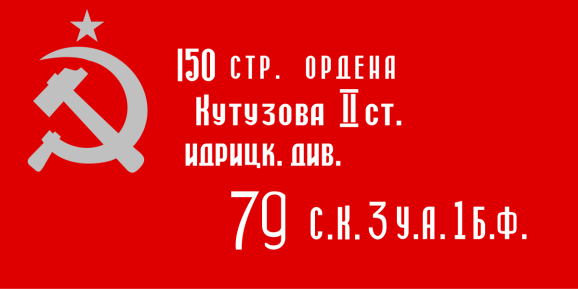 150 СТР. ОРДЕНА
Кутузова II ст.
ИДРИЦК. ДИВ.
79 С.К. 3 У.А. 1 Б.Ф.